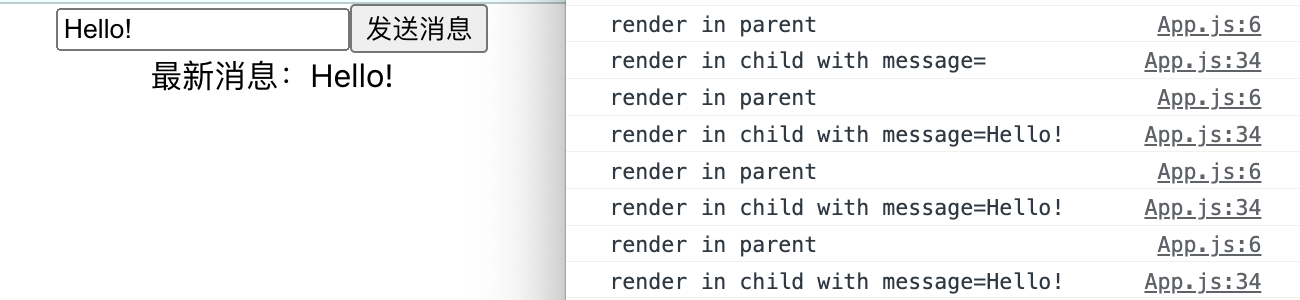 Hello! 发送消息
最新消息：Hello!
render in parent App.js:6
render in child with message= App.js:34
render in parent App.js:6
render in child with message=Hello! App.js:34
render in parent App.js:6
render in child with message=Hello! App.js:34
render in parent App.js:6
render in child with message=Hello! App.js:34